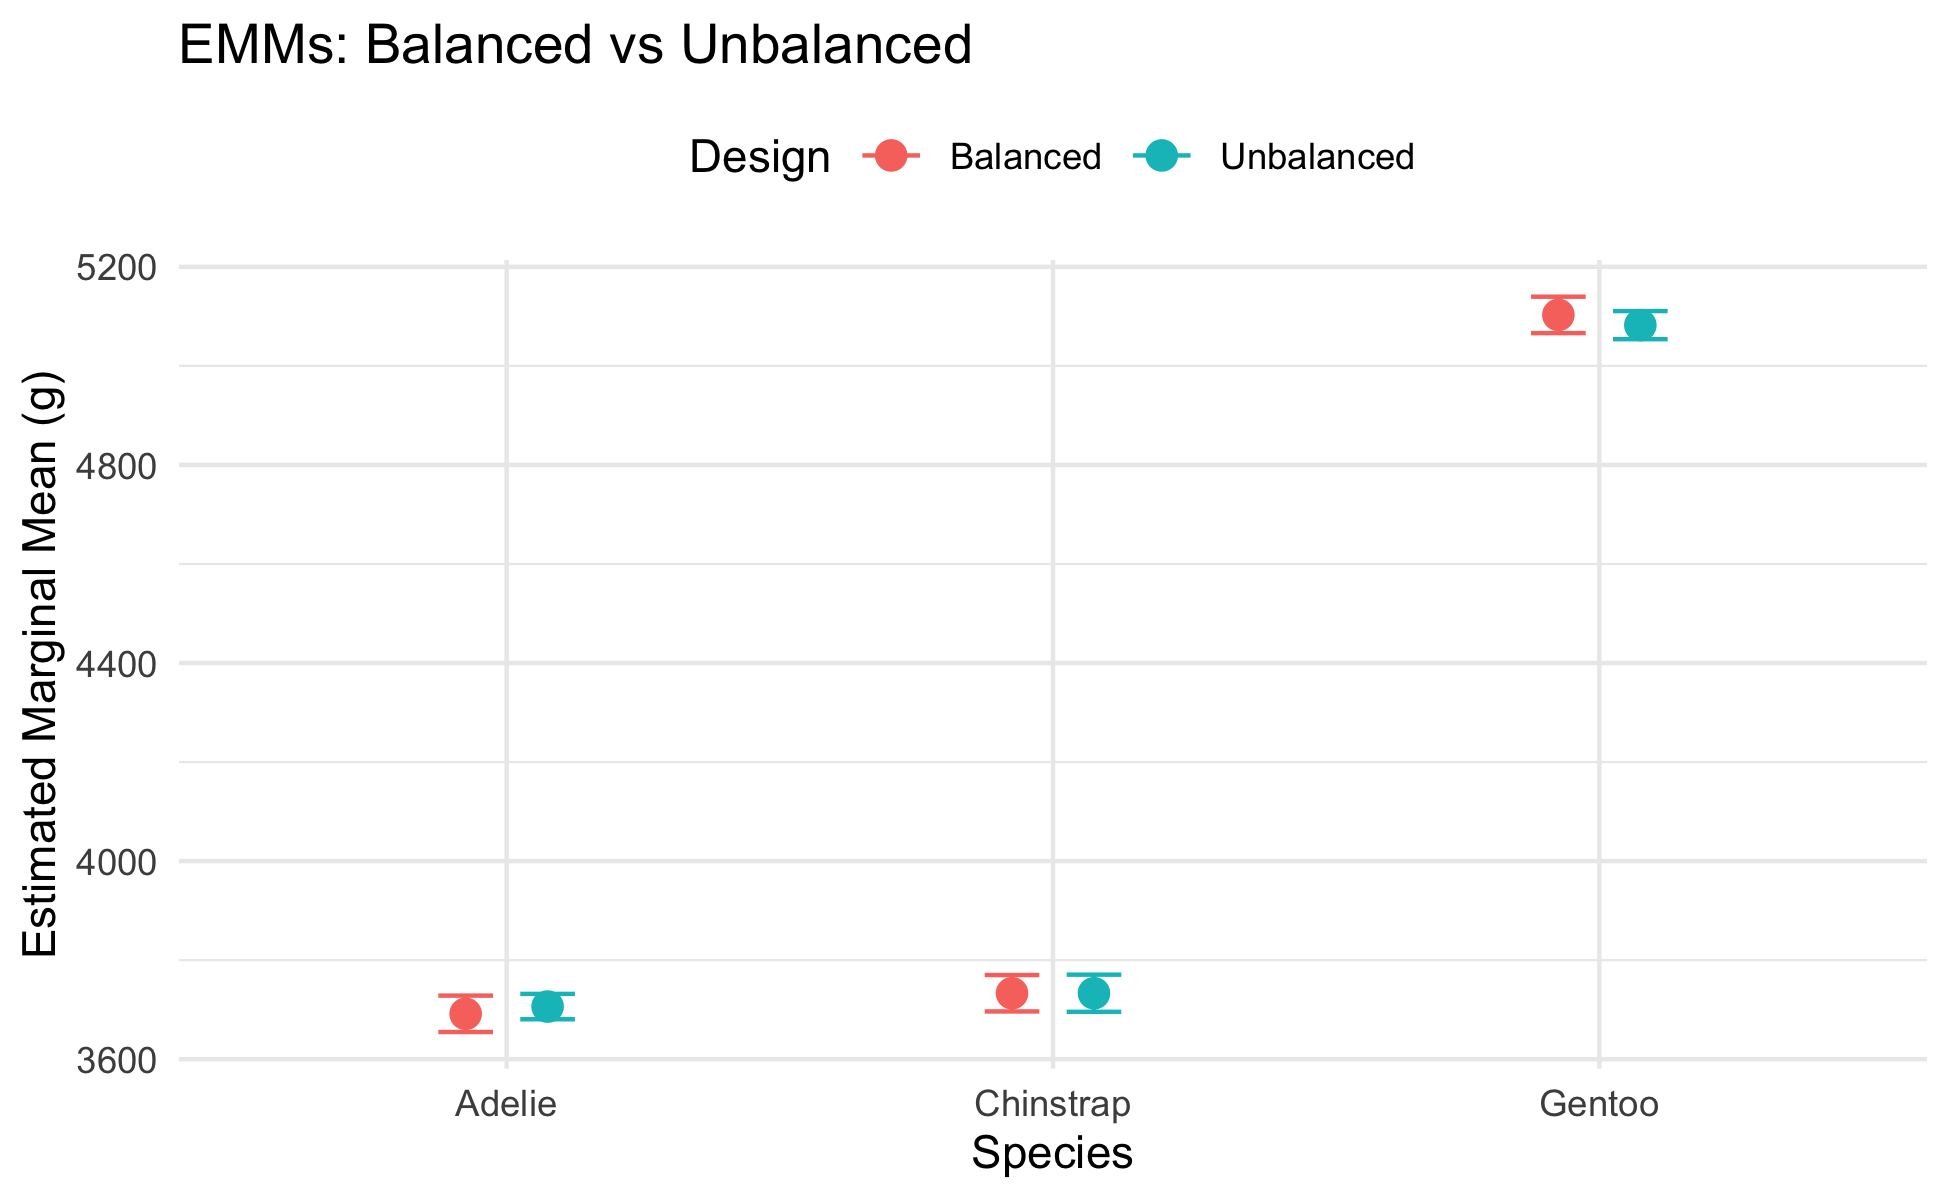 EMMs: Balanced vs Unbalanced
Design Balanced Unbalanced
Estimated Marginal Mean (g)
5200
4800
4400
4000
3600
Adelie Chinstrap Gentoo
Species